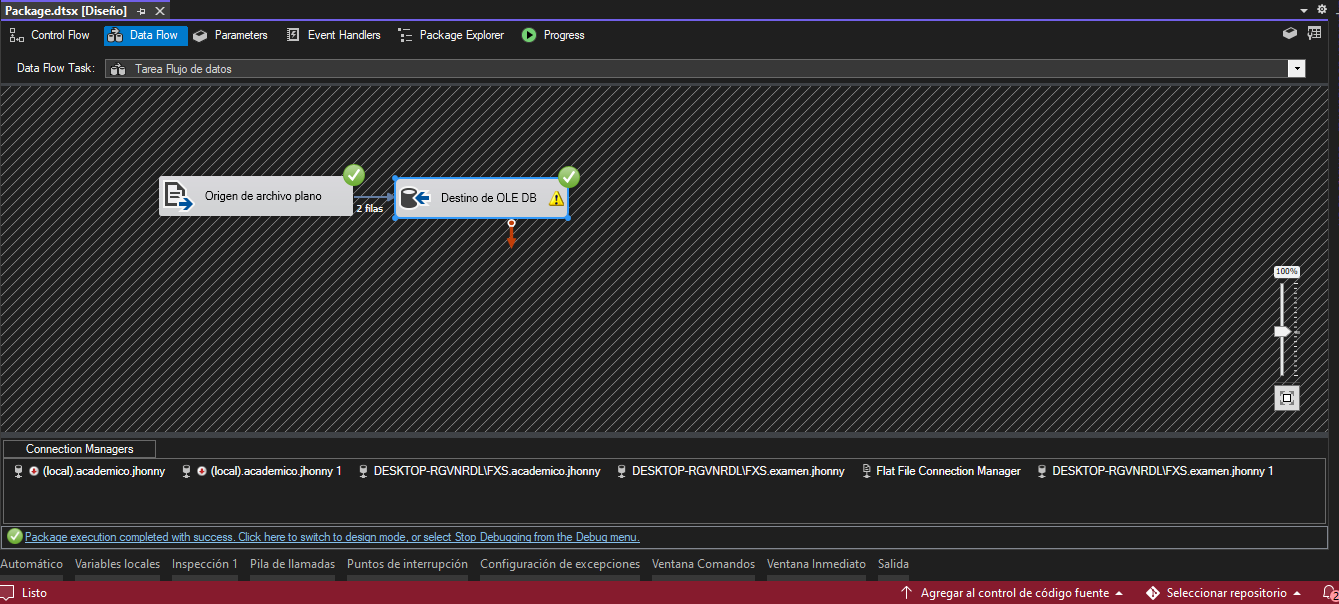 Package.dtsx [Diseño]
Control Flow Data Flow Parameters Event Handlers Package Explorer Progress
Data Flow Task: Tarea Flujo de datos
Origen de archivo plano
2 filas
Destino de OLE DB
100%
Connection Managers
(local).academico.jhonny (local).academico.jhonny 1 DESKTOP-RGVNRDL\FXS.academico.jhonny DESKTOP-RGVNRDL\FXS.examen.jhonny Flat File Connection Manager DESKTOP-RGVNRDL\FXS.examen.jhonny 1
Package execution completed with success. Click here to switch to design mode, or select Stop Debugging from the Debug menu.
Automático Variables locales Inspección 1 Pila de llamadas Puntos de interrupción Configuración de excepciones Ventana Comandos Ventana Inmediato Salida
Listo Agregar al control de código fuente Seleccionar repositorio 2